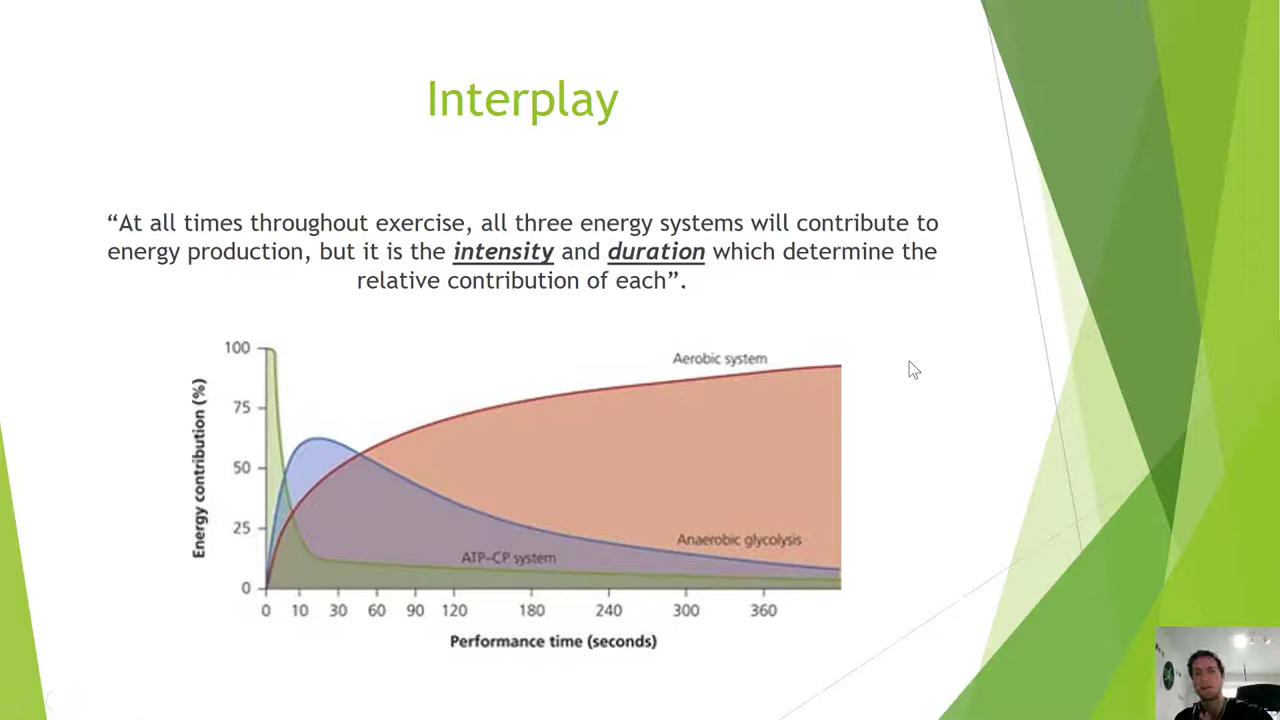 Interplay
“At all times throughout exercise, all three energy systems will contribute to
energy production, but it is the intensity and duration which determine the
relative contribution of each”.
100
75
50
25
0
Energy contribution (%)
Aerobic system
Anaerobic glycolysis
ATP–CP system
0 10 30 60 90 120 180 240 300 360
Performance time (seconds)